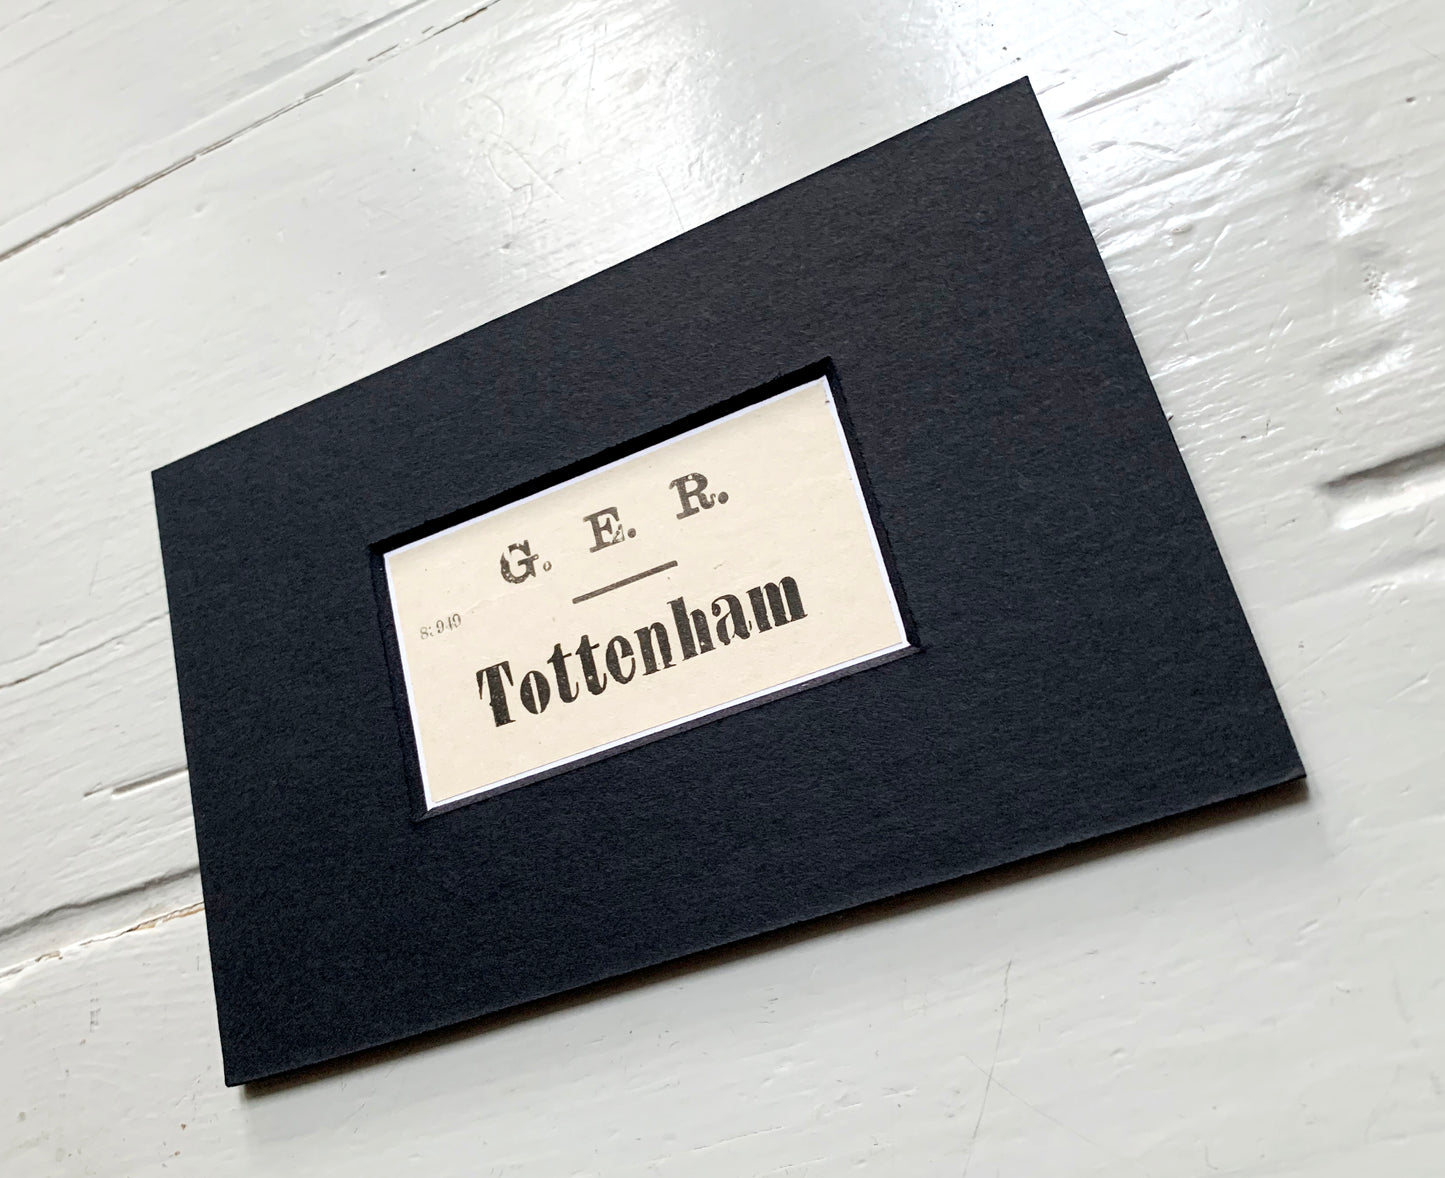 G. E. R.
8:949
Tottenham